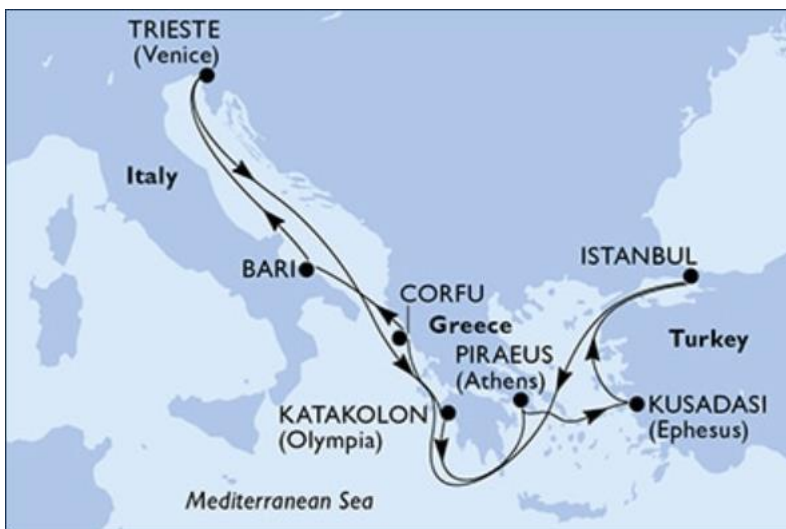 TRIESTE
(Venice)
Italy
ISTANBUL
BARI
CORFU
Greece
Turkey
PIRAEUS
(Athens)
KATAKOLON
(Olympia)
KUSADASI
(Ephesus)
Mediterranean Sea